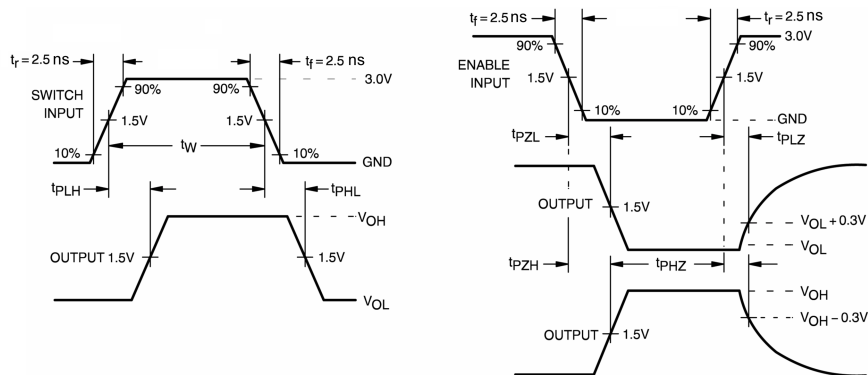 tr = 2.5 ns
tf = 2.5 ns
3.0V
90%
90%
SWITCH
INPUT
1.5V
1.5V
tW
10%
10%
GND
tPLH
tPHL
VOH
OUTPUT 1.5V
1.5V
VOL
tf = 2.5 ns
tr = 2.5 ns
3.0V
90%
90%
ENABLE
INPUT
1.5V
1.5V
10%
10%
GND
tPZL
tPLZ
OUTPUT
1.5V
VOL + 0.3V
VOL
tPZH
tPHZ
VOH
VOH − 0.3V
OUTPUT
1.5V